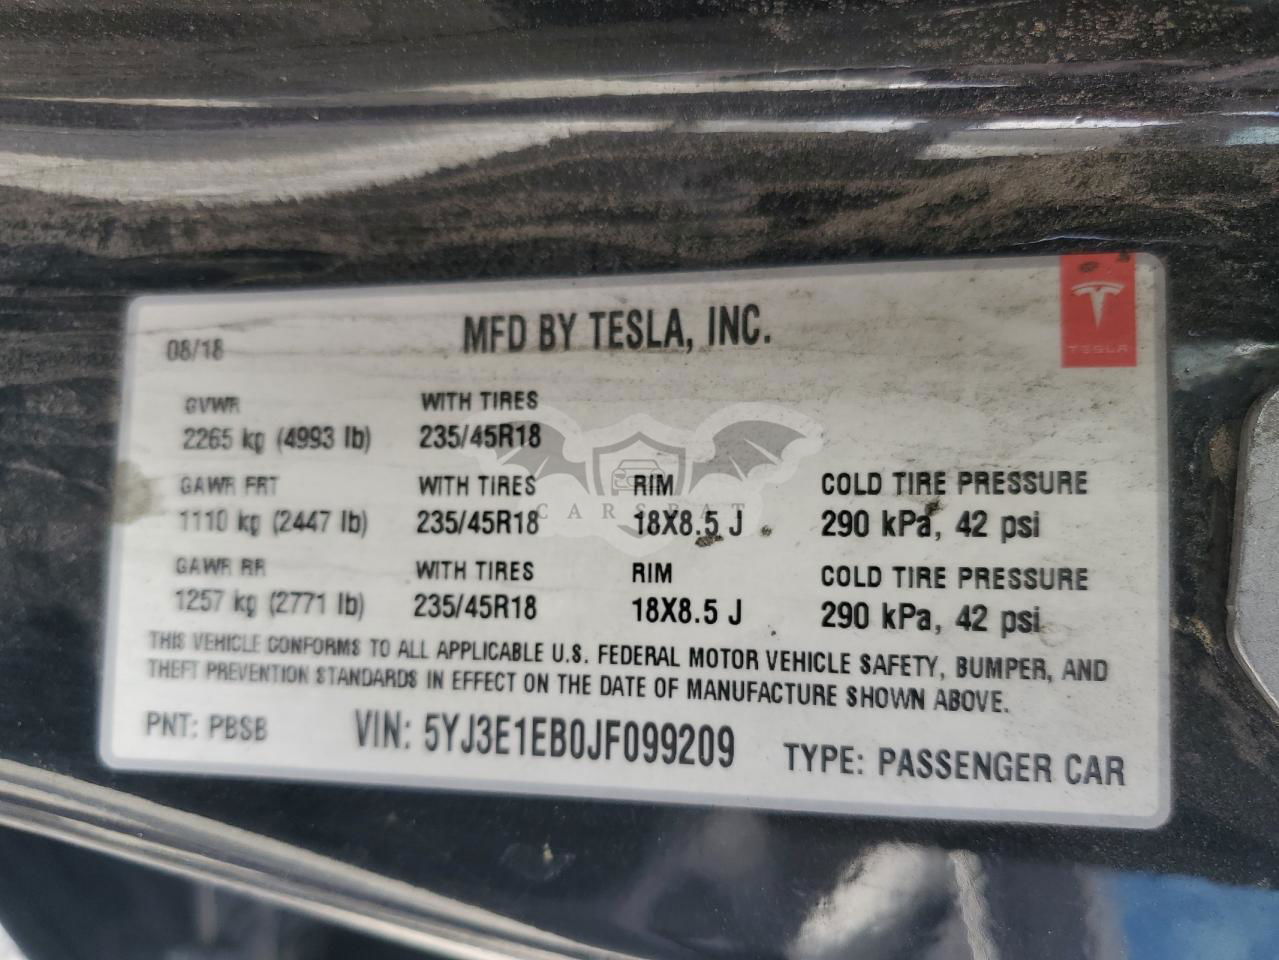 08/18 MFD BY TESLA, INC.
TESLA
GVWR WITH TIRES
2265 kg (4993 lb) 235/45R18
GAWR FRT WITH TIRES RIM COLD TIRE PRESSURE
1110 kg (2447 lb) 235/45R18 18X8.5 J 290 kPa, 42 psi
CARSBAT
GAWR RR WITH TIRES RIM COLD TIRE PRESSURE
1257 kg (2771 lb) 235/45R18 18X8.5 J 290 kPa, 42 psi
THIS VEHICLE CONFORMS TO ALL APPLICABLE U.S. FEDERAL MOTOR VEHICLE SAFETY, BUMPER, AND
THEFT PREVENTION STANDARDS IN EFFECT ON THE DATE OF MANUFACTURE SHOWN ABOVE.
PNT: PBSB VIN: 5YJ3E1EB0JF099209 TYPE: PASSENGER CAR